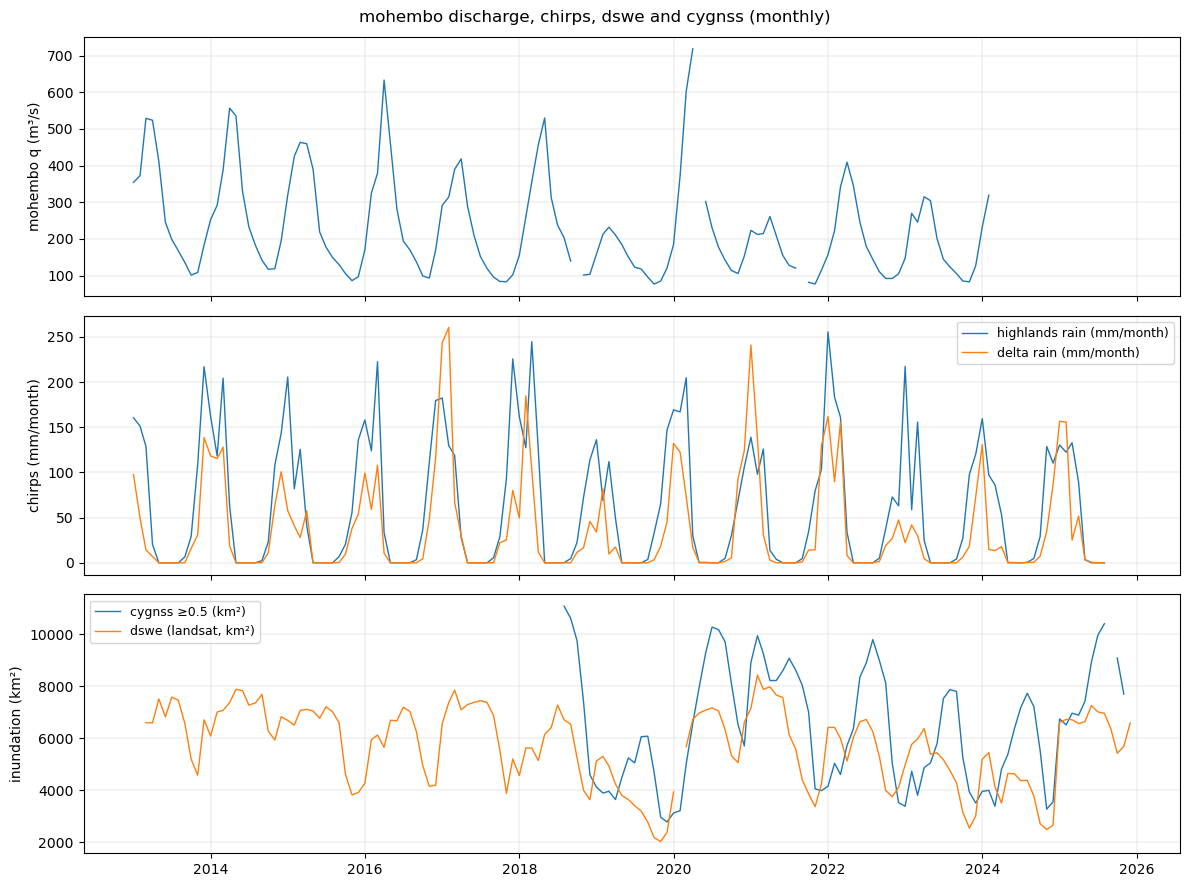 mohembo discharge, chirps, dswe and cygnss (monthly)
mohembo q (m³/s)
700
600
500
400
300
200
100
chirps (mm/month)
250
200
150
100
50
0
highlands rain (mm/month)
delta rain (mm/month)
inundation (km²)
10000
8000
6000
4000
2000
cygnss ≥0.5 (km²)
dswe (landsat, km²)
2014 2016 2018 2020 2022 2024 2026